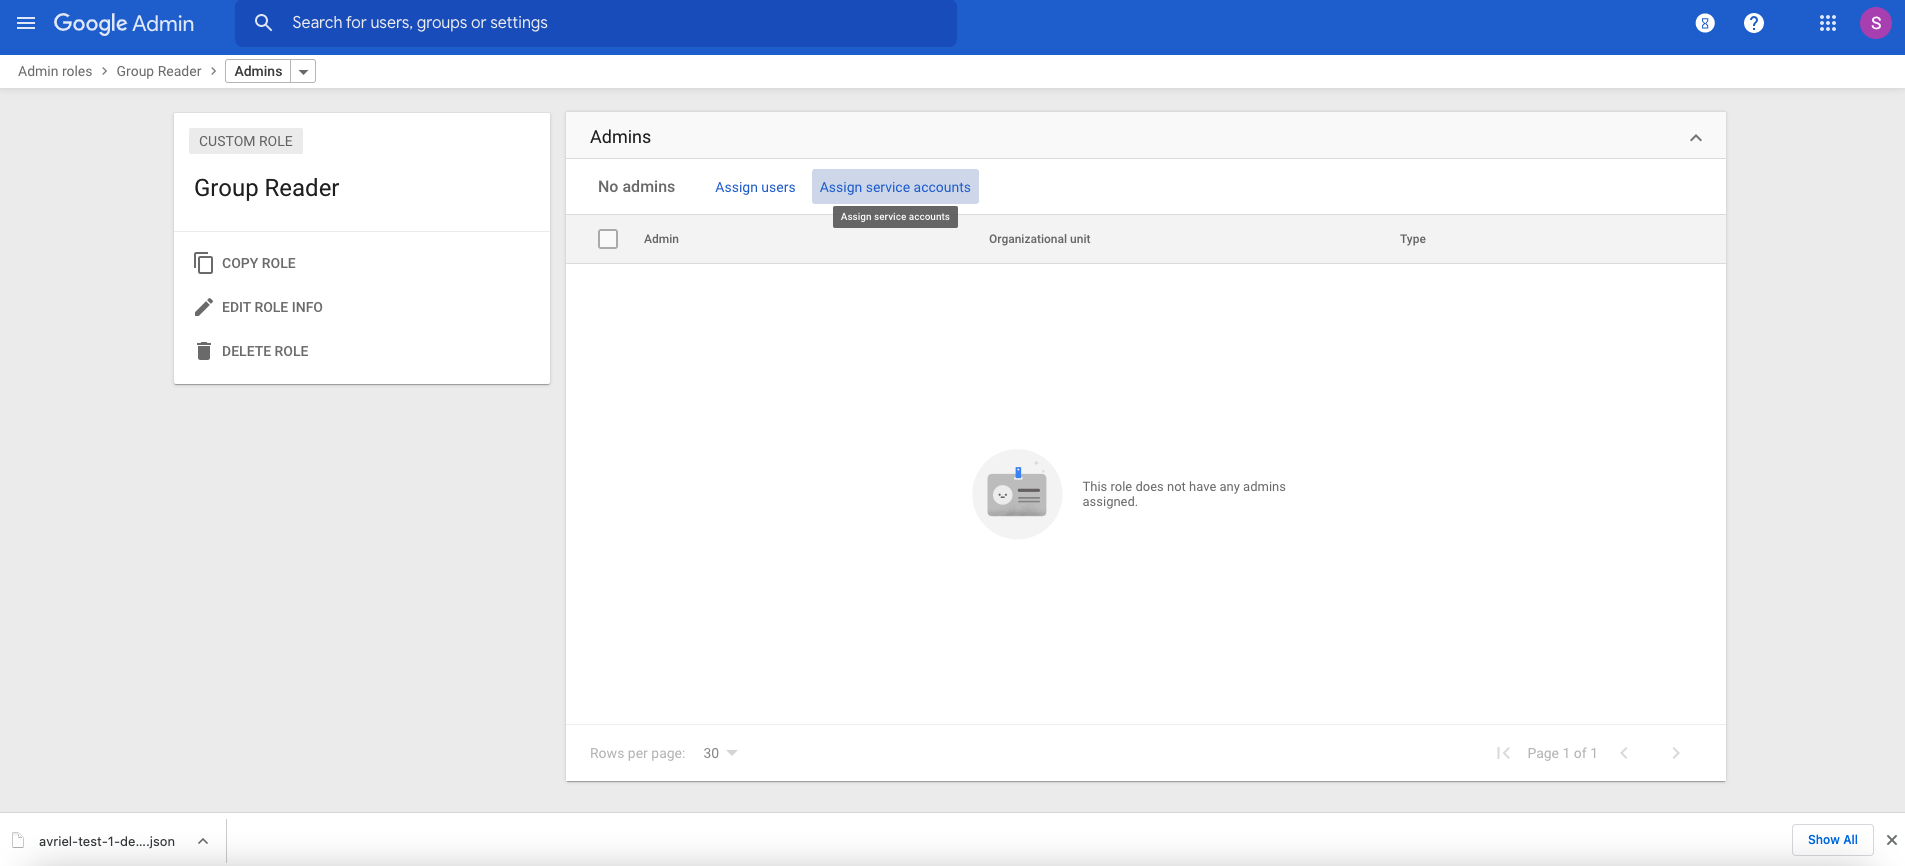 Google Admin
Search for users, groups or settings
S
Admin roles > Group Reader > Admins
CUSTOM ROLE
Group Reader
COPY ROLE
EDIT ROLE INFO
DELETE ROLE
Admins
No admins Assign users Assign service accounts
Assign service accounts
Admin Organizational unit Type
This role does not have any admins
assigned.
Rows per page: 30 Page 1 of 1
avriel-test-1-de....json
Show All